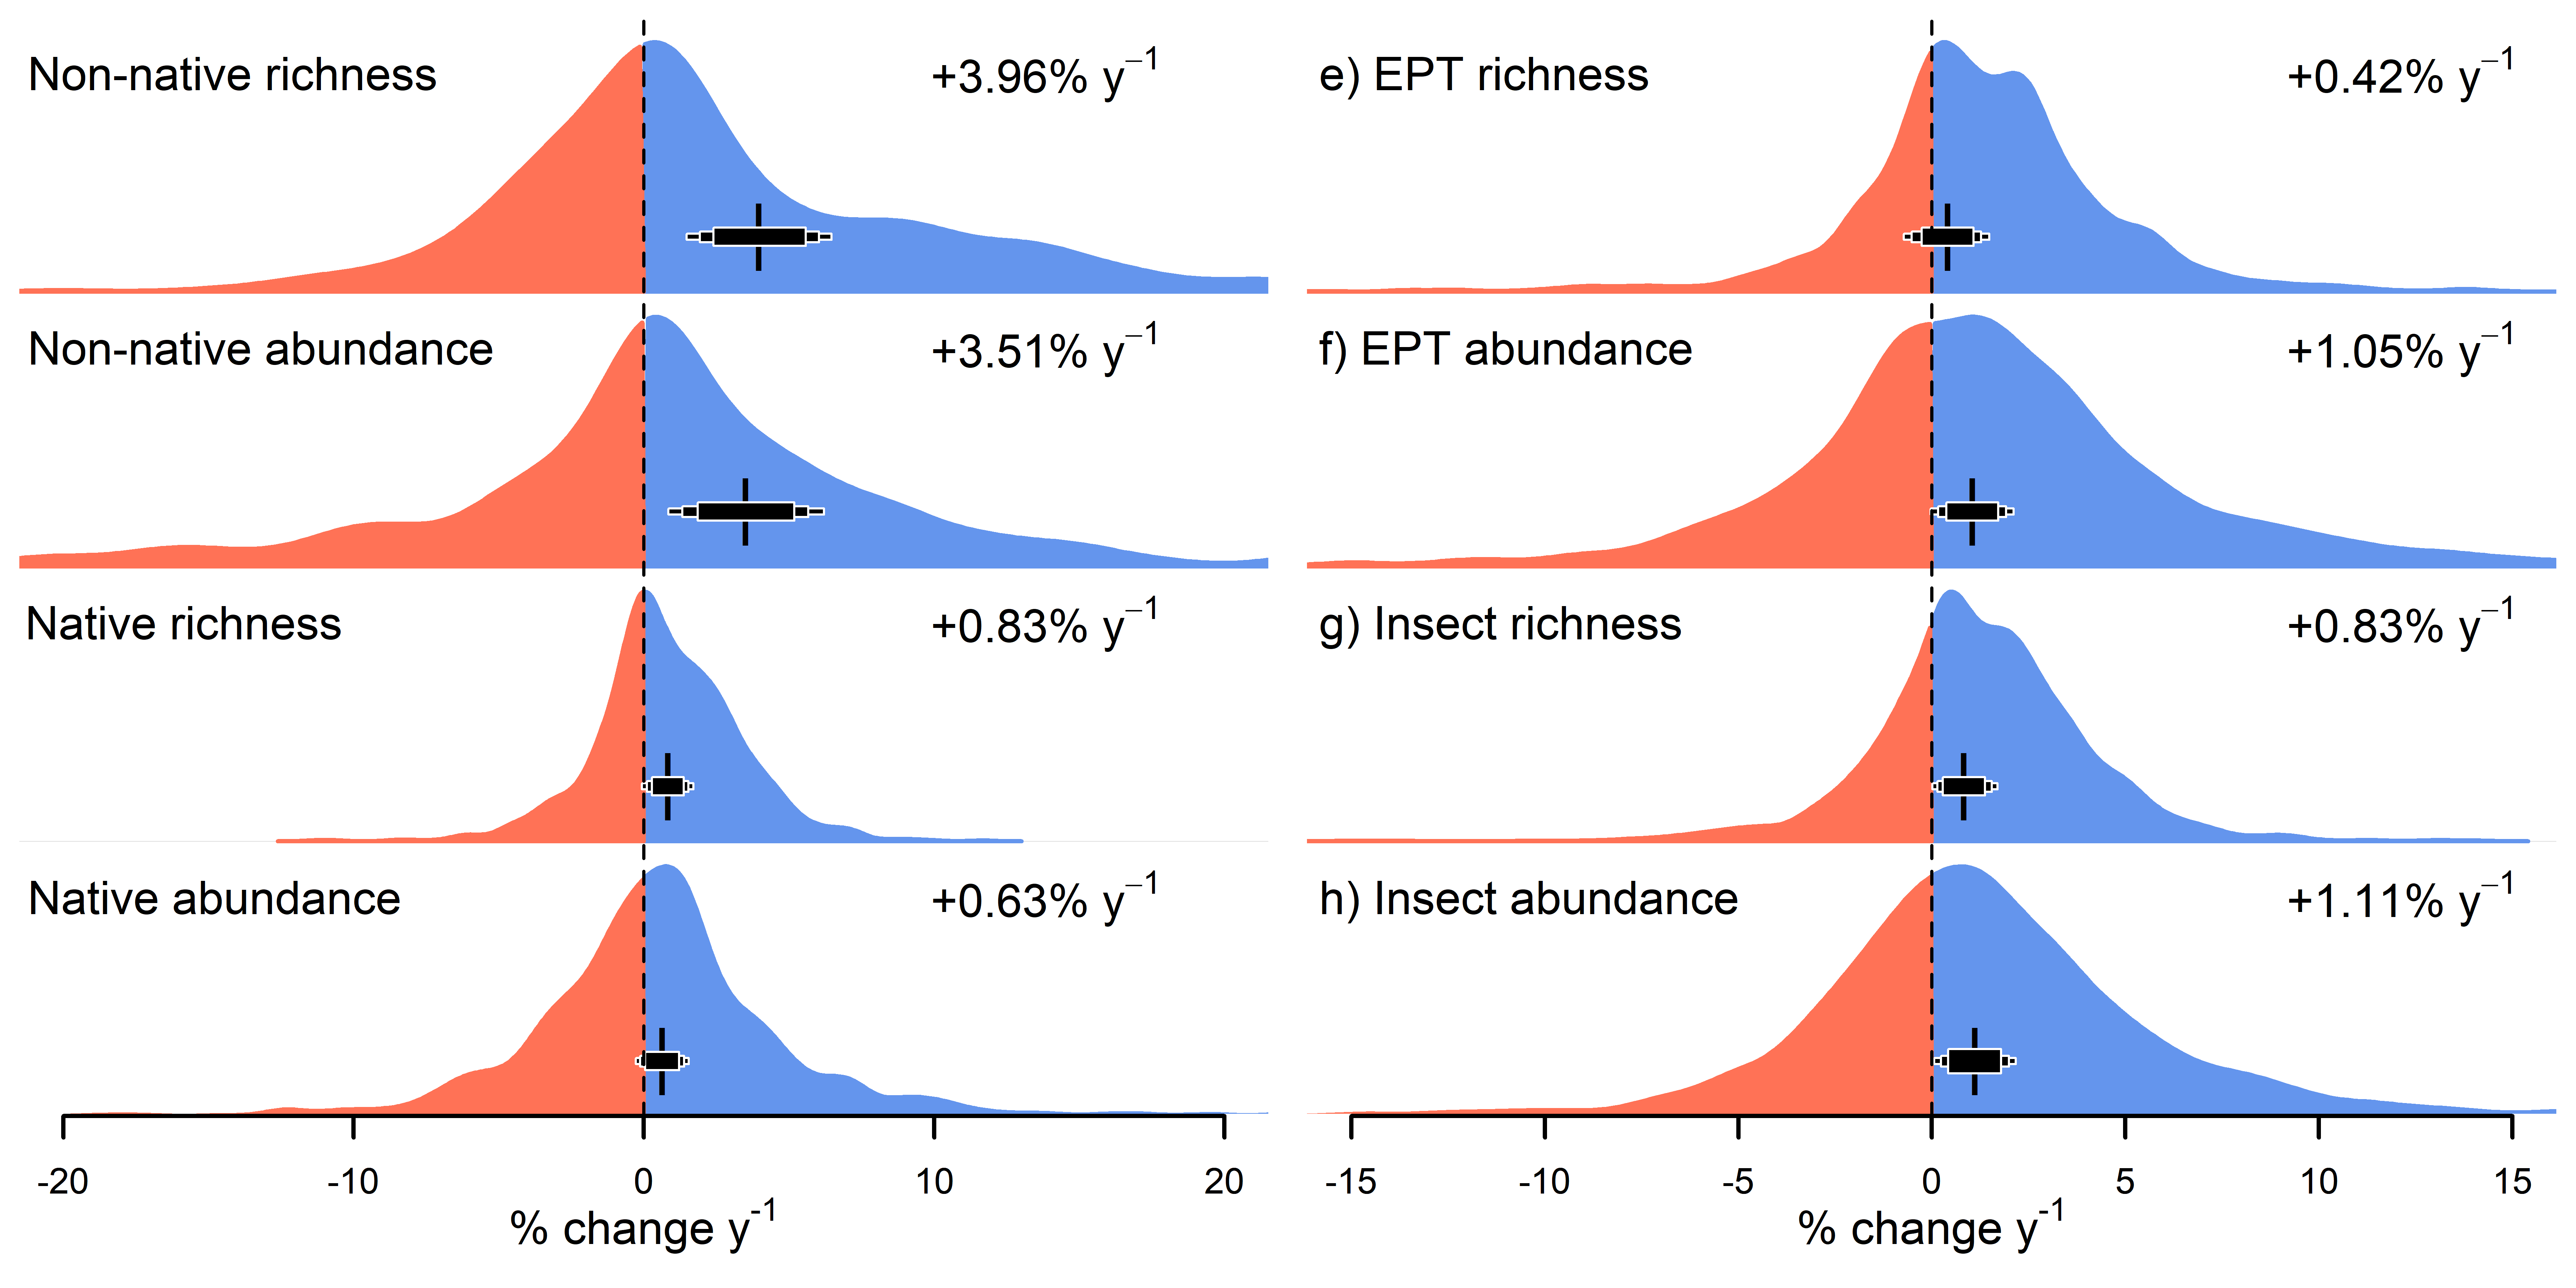 Non-native richness +3.96% y⁻¹
Non-native abundance +3.51% y⁻¹
Native richness +0.83% y⁻¹
Native abundance +0.63% y⁻¹
-20 -10 0 10 20
% change y⁻¹
e) EPT richness +0.42% y⁻¹
f) EPT abundance +1.05% y⁻¹
g) Insect richness +0.83% y⁻¹
h) Insect abundance +1.11% y⁻¹
-15 -10 -5 0 5 10 15
% change y⁻¹